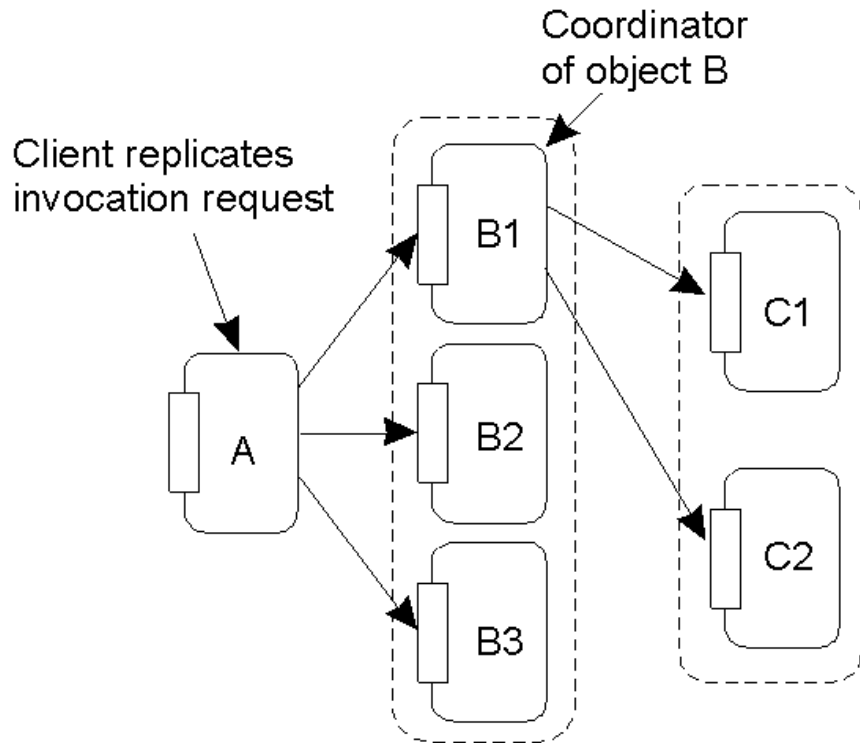 Coordinator
of object B
Client replicates
invocation request
B1
C1
A
B2
C2
B3